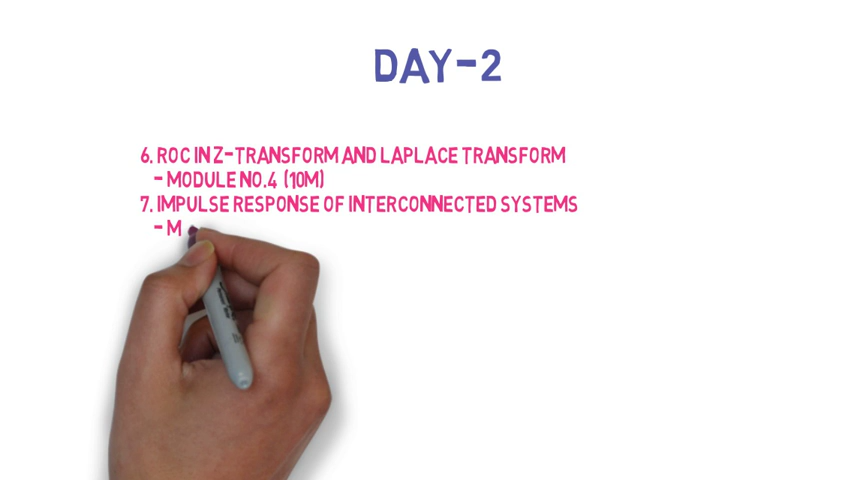 DAY-2
6. ROC IN Z-TRANSFORM AND LAPLACE TRANSFORM
- MODULE NO.4 (10M)
7. IMPULSE RESPONSE OF INTERCONNECTED SYSTEMS
- M